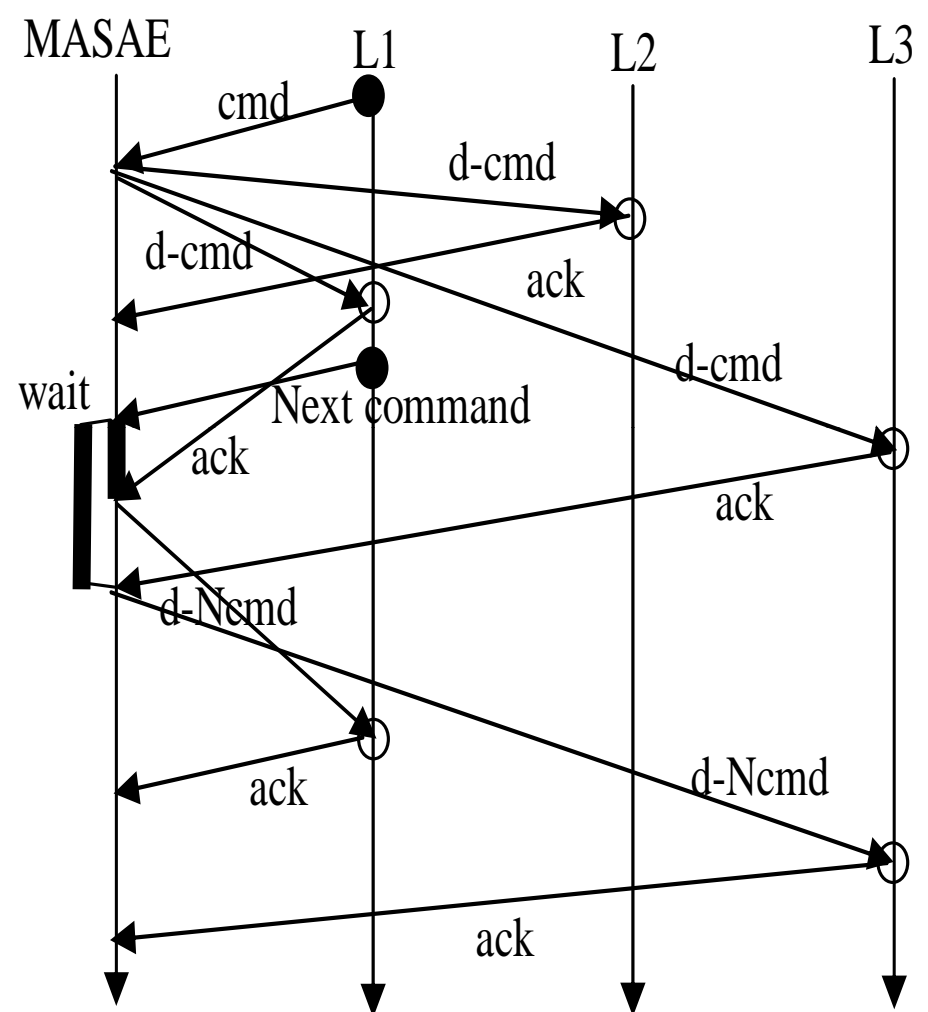 MASAE
L1
L2
L3
cmd
d-cmd
d-cmd
ack
d-cmd
wait
Next command
ack
ack
d-Ncmd
d-Ncmd
ack
ack